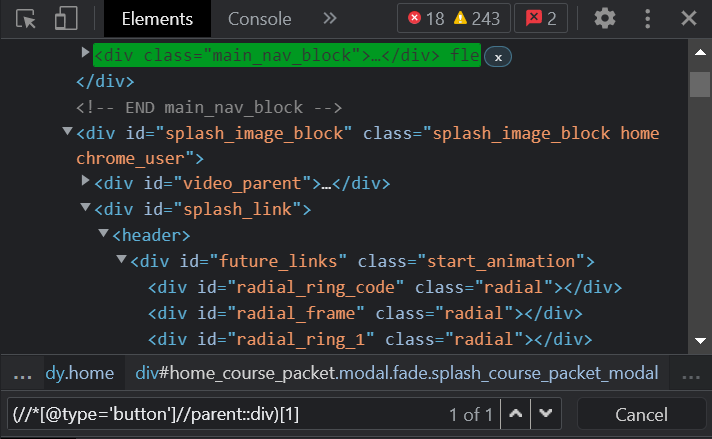 Elements Console » 18 243 2
<div class="main_nav_block">…</div> fle x
</div>
<!-- END main_nav_block -->
<div id="splash_image_block" class="splash_image_block home
chrome_user">
<div id="video_parent">…</div>
<div id="splash_link">
<header>
<div id="future_links" class="start_animation">
<div id="radial_ring_code" class="radial"></div>
<div id="radial_frame" class="radial"></div>
<div id="radial_ring_1" class="radial"></div>
... dy.home div#home_course_packet.modal.fade.splash_course_packet_modal ...
(//*[@type='button']//parent::div)[1] 1 of 1 Cancel